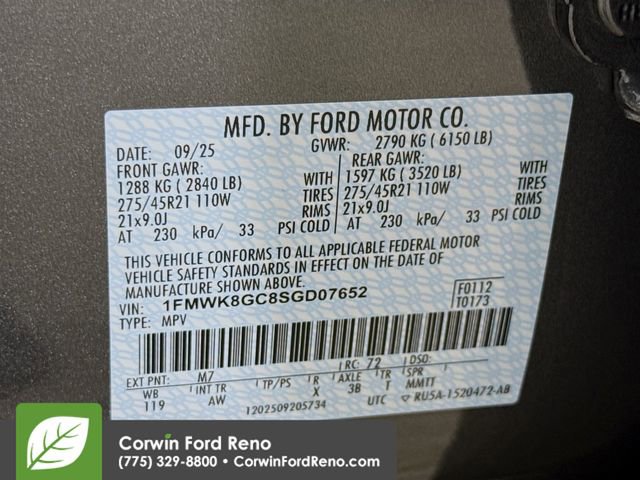 MFD. BY FORD MOTOR CO.
DATE: 09/25 GVWR: 2790 KG ( 6150 LB)
FRONT GAWR: REAR GAWR:
1288 KG ( 2840 LB) WITH 1597 KG ( 3520 LB) WITH
275/45R21 110W TIRES 275/45R21 110W TIRES
21x9.0J RIMS 21x9.0J RIMS
AT 230 kPa/ 33 PSI COLD AT 230 kPa/ 33 PSI COLD
THIS VEHICLE CONFORMS TO ALL APPLICABLE FEDERAL MOTOR
VEHICLE SAFETY STANDARDS IN EFFECT ON THE DATE OF
MANUFACTURE SHOWN ABOVE.
VIN: 1FMWK8GC8SGD07652 F0112
TYPE: MPV T0173
EXT PNT: M7 RC: 72 DSO:
WB INT TR TP/PS R AXLE TR SPR
119 AW X 3B T MMTT
1202509205734 UTC RU5A-1520472-AB
Corwin Ford Reno
(775) 329-8800 • CorwinFordReno.com